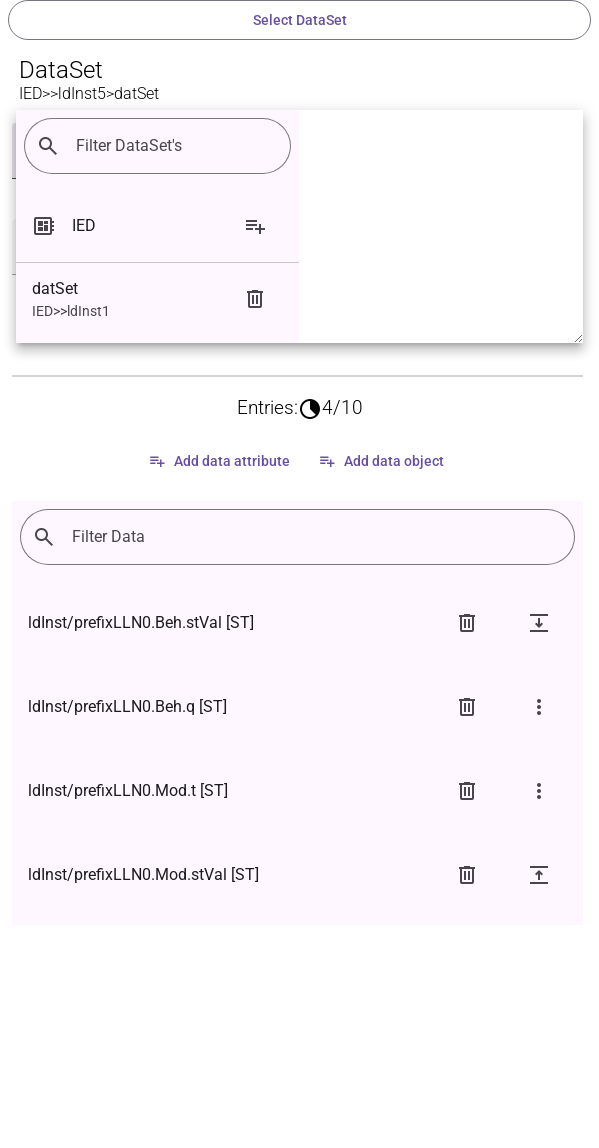 Select DataSet
DataSet
IED>>ldInst5>datSet
Filter DataSet's
IED
datSet
IED>>ldInst1
Entries: 4/10
Add data attribute
Add data object
Filter Data
ldInst/prefixLLN0.Beh.stVal [ST]
ldInst/prefixLLN0.Beh.q [ST]
ldInst/prefixLLN0.Mod.t [ST]
ldInst/prefixLLN0.Mod.stVal [ST]